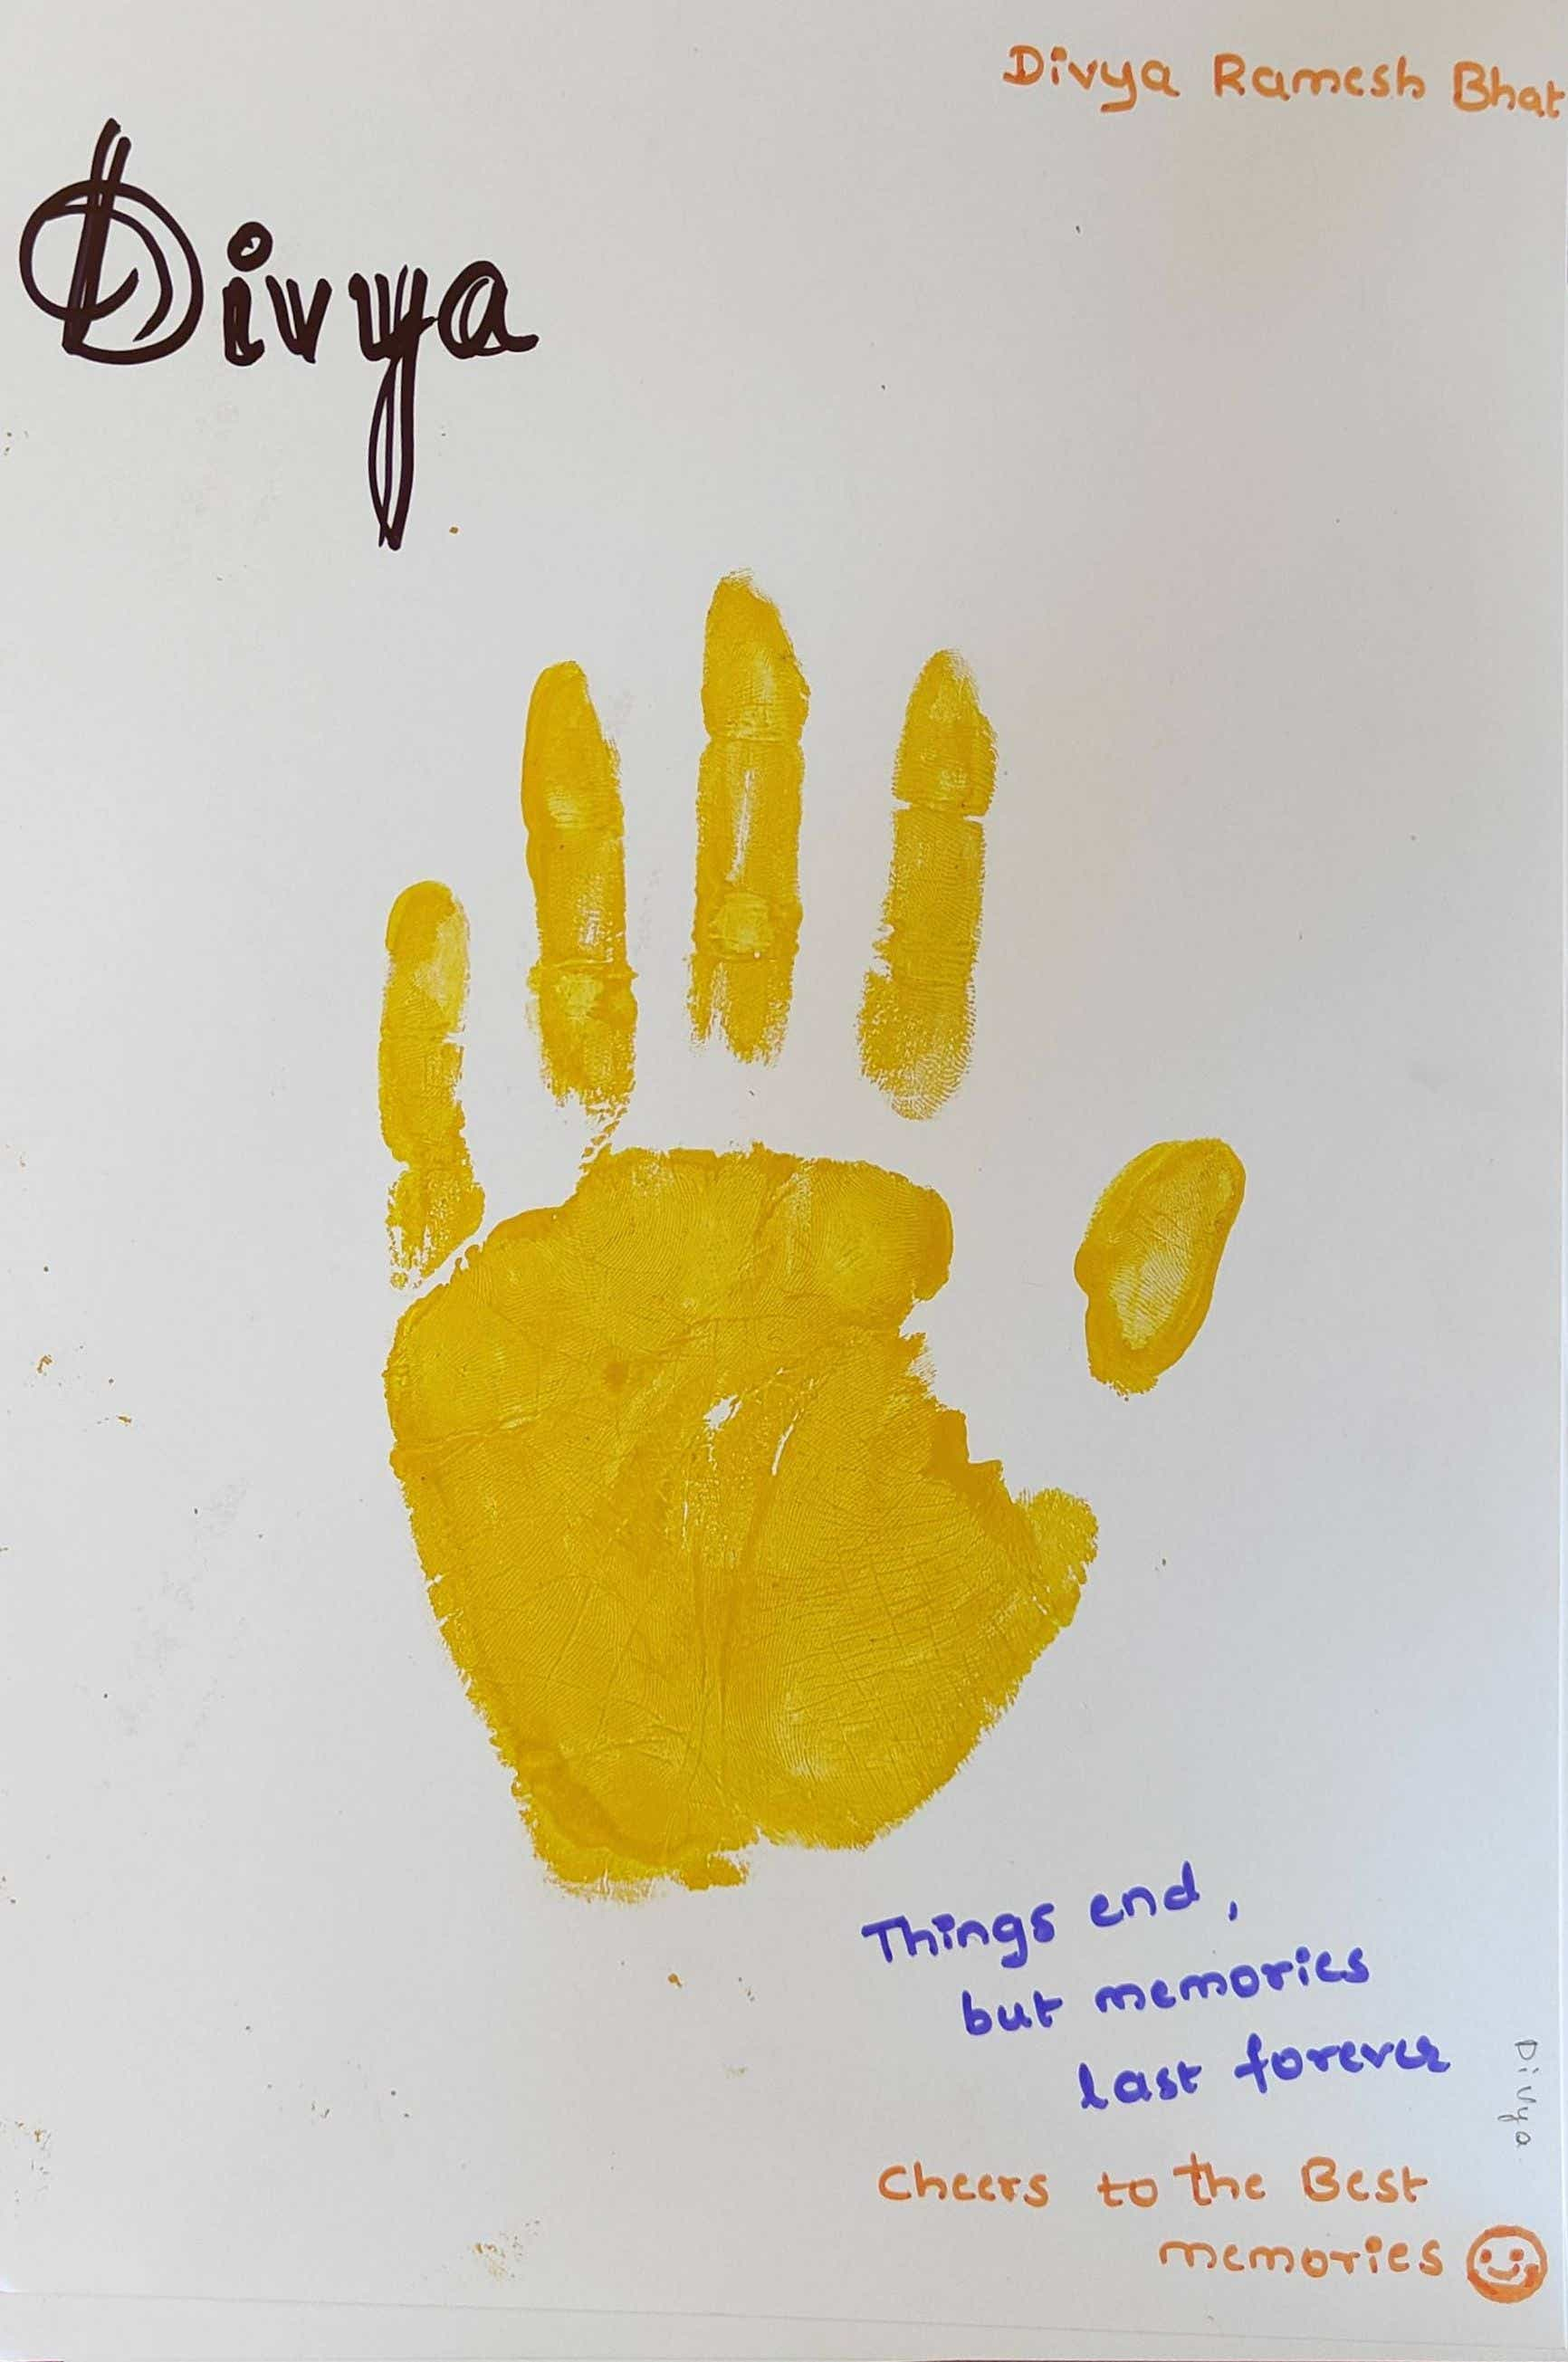 Divya Ramesh Bhat
Divya
Things end,
but memories
last forever
Divya
Cheers to the Best
memories